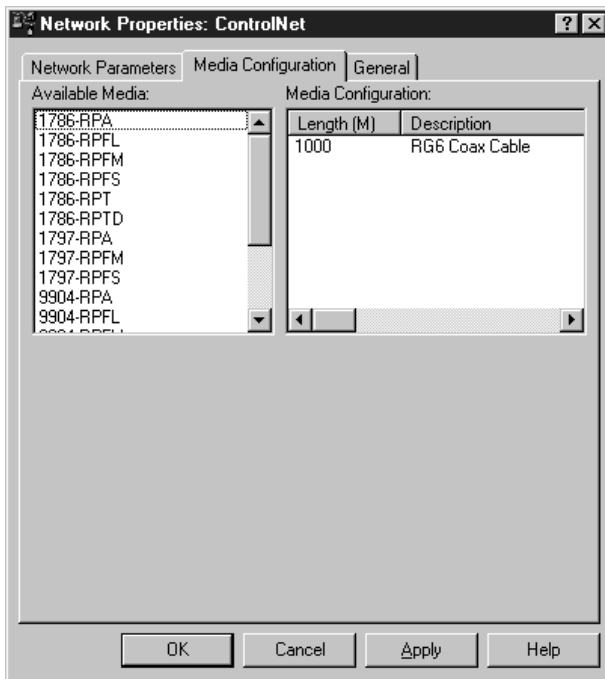 Network Properties: ControlNet
Network Parameters Media Configuration General
Available Media:
1786-RPA
1786-RPFL
1786-RPFM
1786-RPFS
1786-RPT
1786-RPTD
1797-RPA
1797-RPFM
1797-RPFS
9904-RPA
9904-RPFL
Media Configuration:
Length (M) Description
1000 RG6 Coax Cable
OK Cancel Apply Help